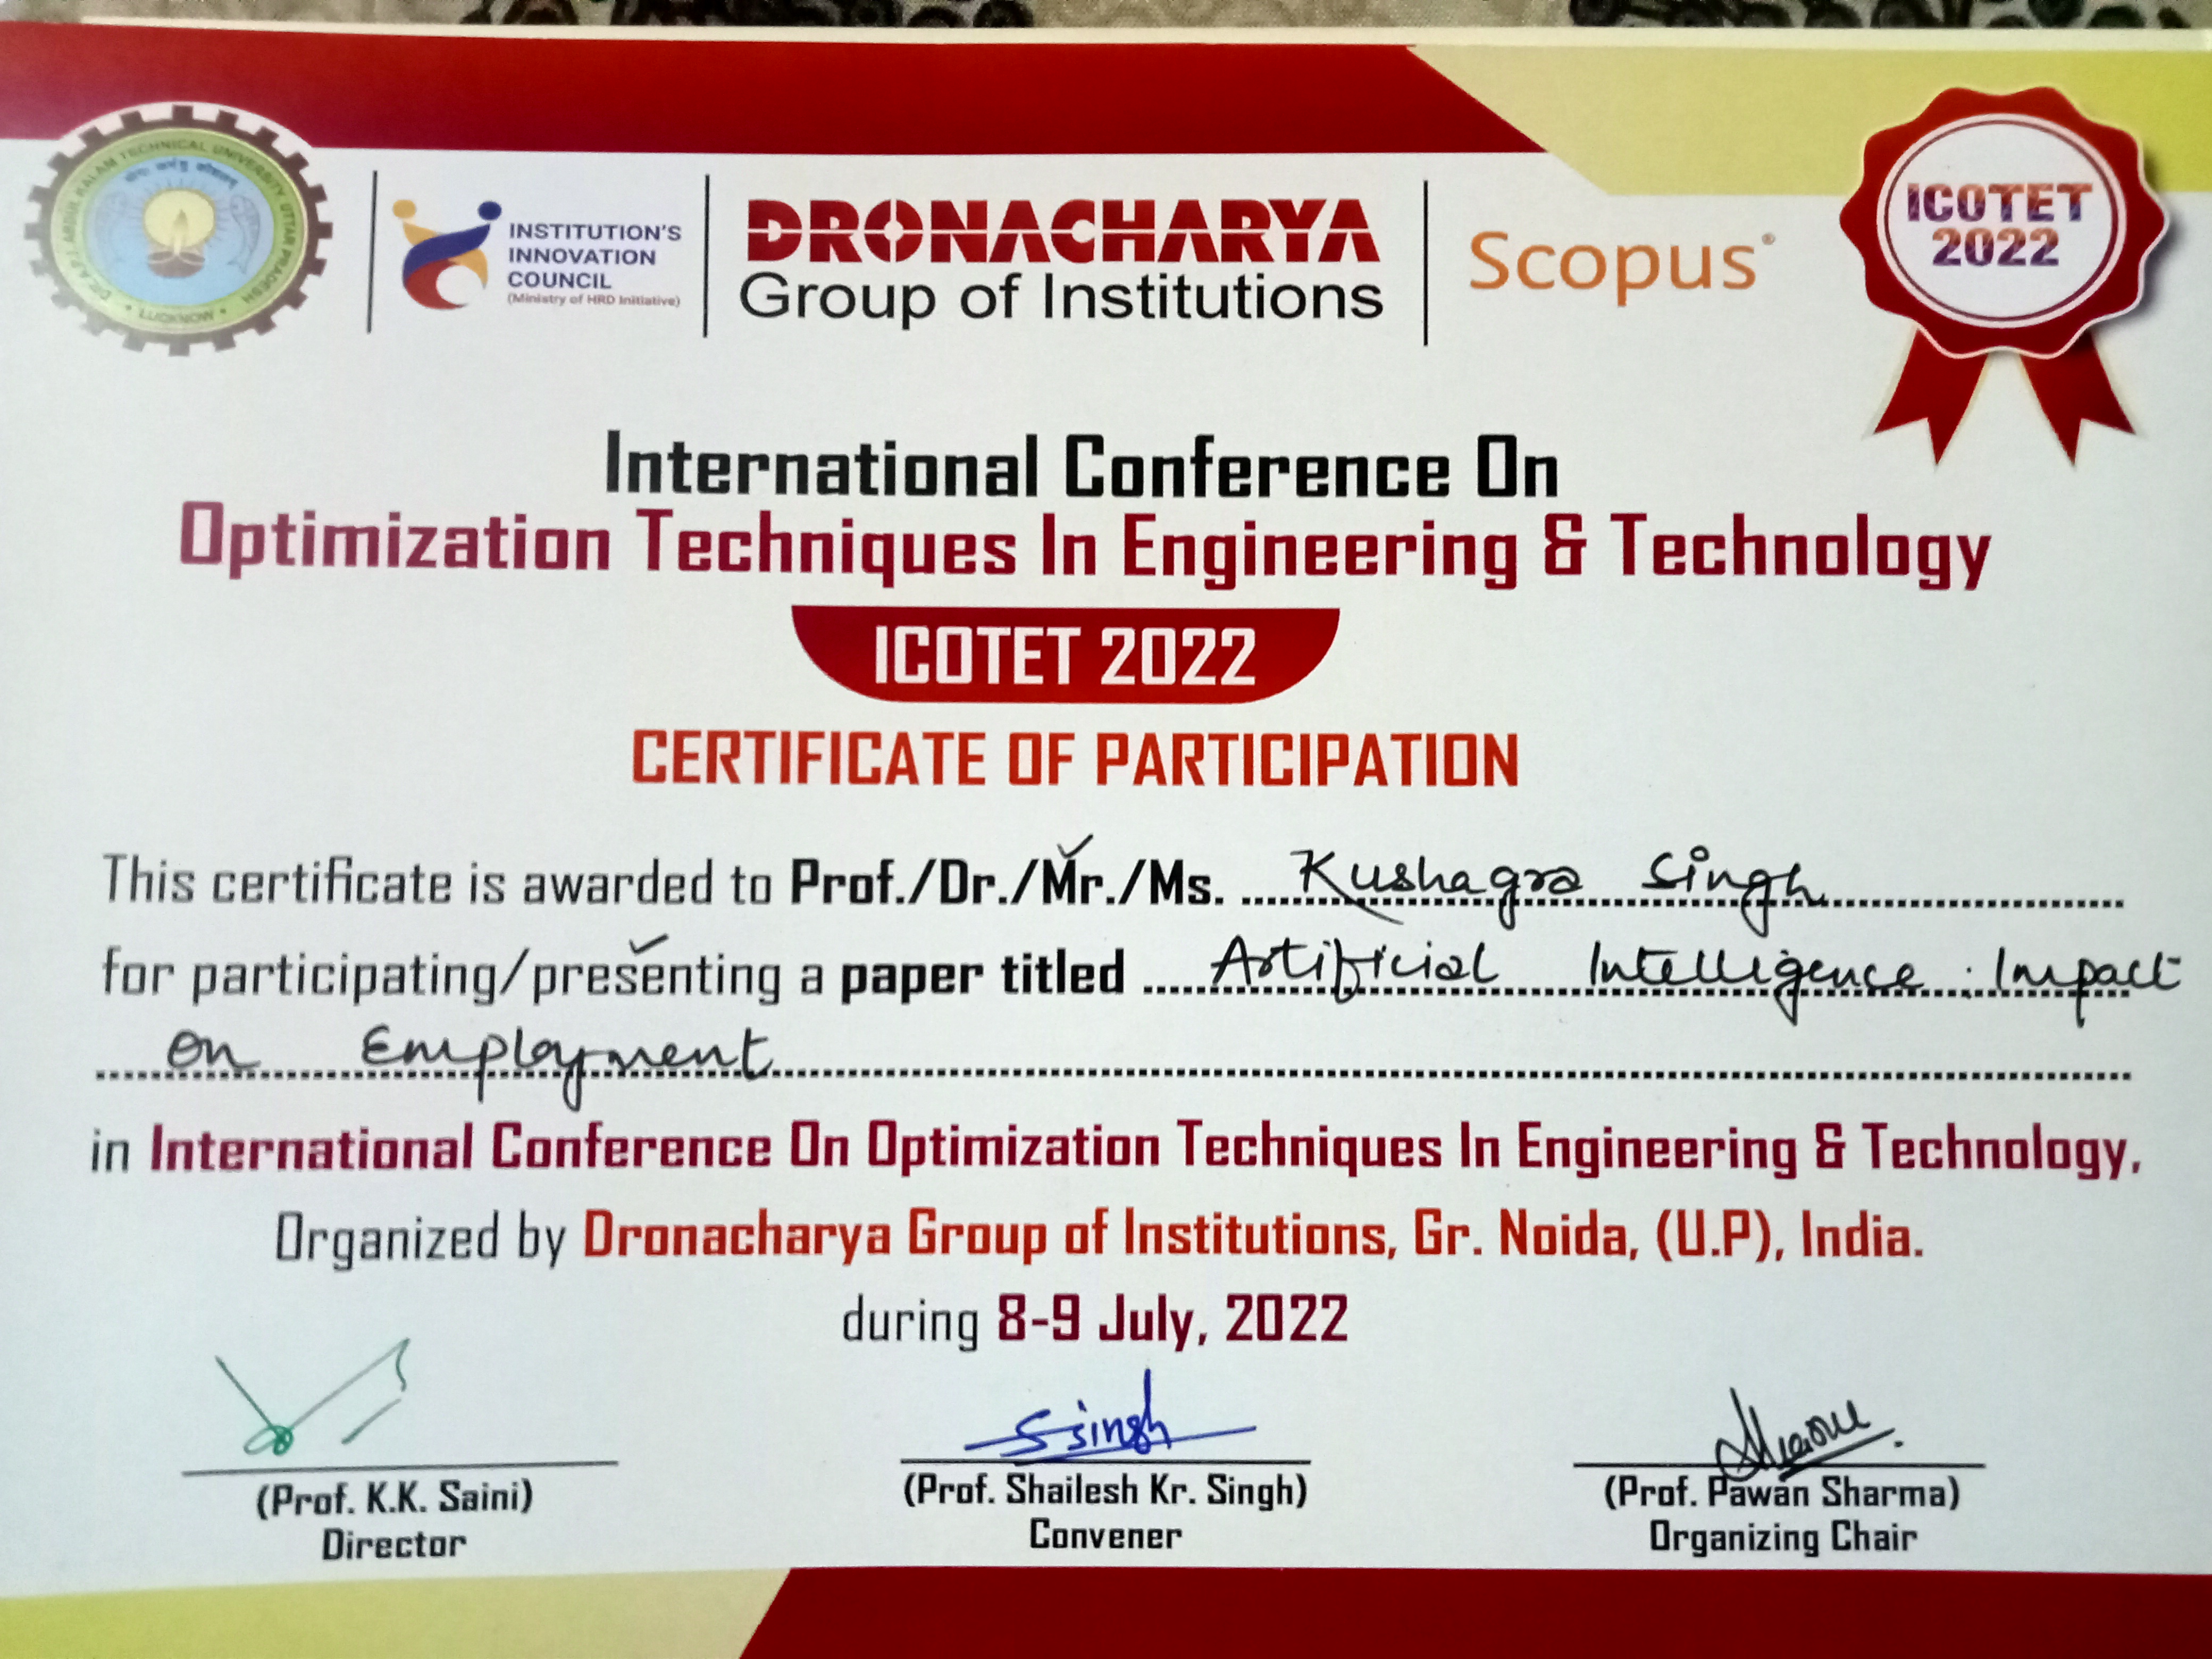 DR. A.P.J. ABDUL KALAM TECHNICAL UNIVERSITY UTTAR PRADESH
• LUCKNOW •
INSTITUTION'S
INNOVATION
COUNCIL
(Ministry of HRD Initiative)
DRONACHARYA
Group of Institutions
Scopus®
ICOTET
2022
International Conference On
Optimization Techniques In Engineering & Technology
ICOTET 2022
CERTIFICATE OF PARTICIPATION
This certificate is awarded to Prof./Dr./Mr./Ms. Kushagra Singh
for participating/presenting a paper titled Artificial Intelligence : Impact
on Employment
in International Conference On Optimization Techniques In Engineering & Technology,
Organized by Dronacharya Group of Institutions, Gr. Noida, (U.P), India.
during 8-9 July, 2022
S Singh
(Prof. K.K. Saini)
Director
(Prof. Shailesh Kr. Singh)
Convener
(Prof. Pawan Sharma)
Organizing Chair